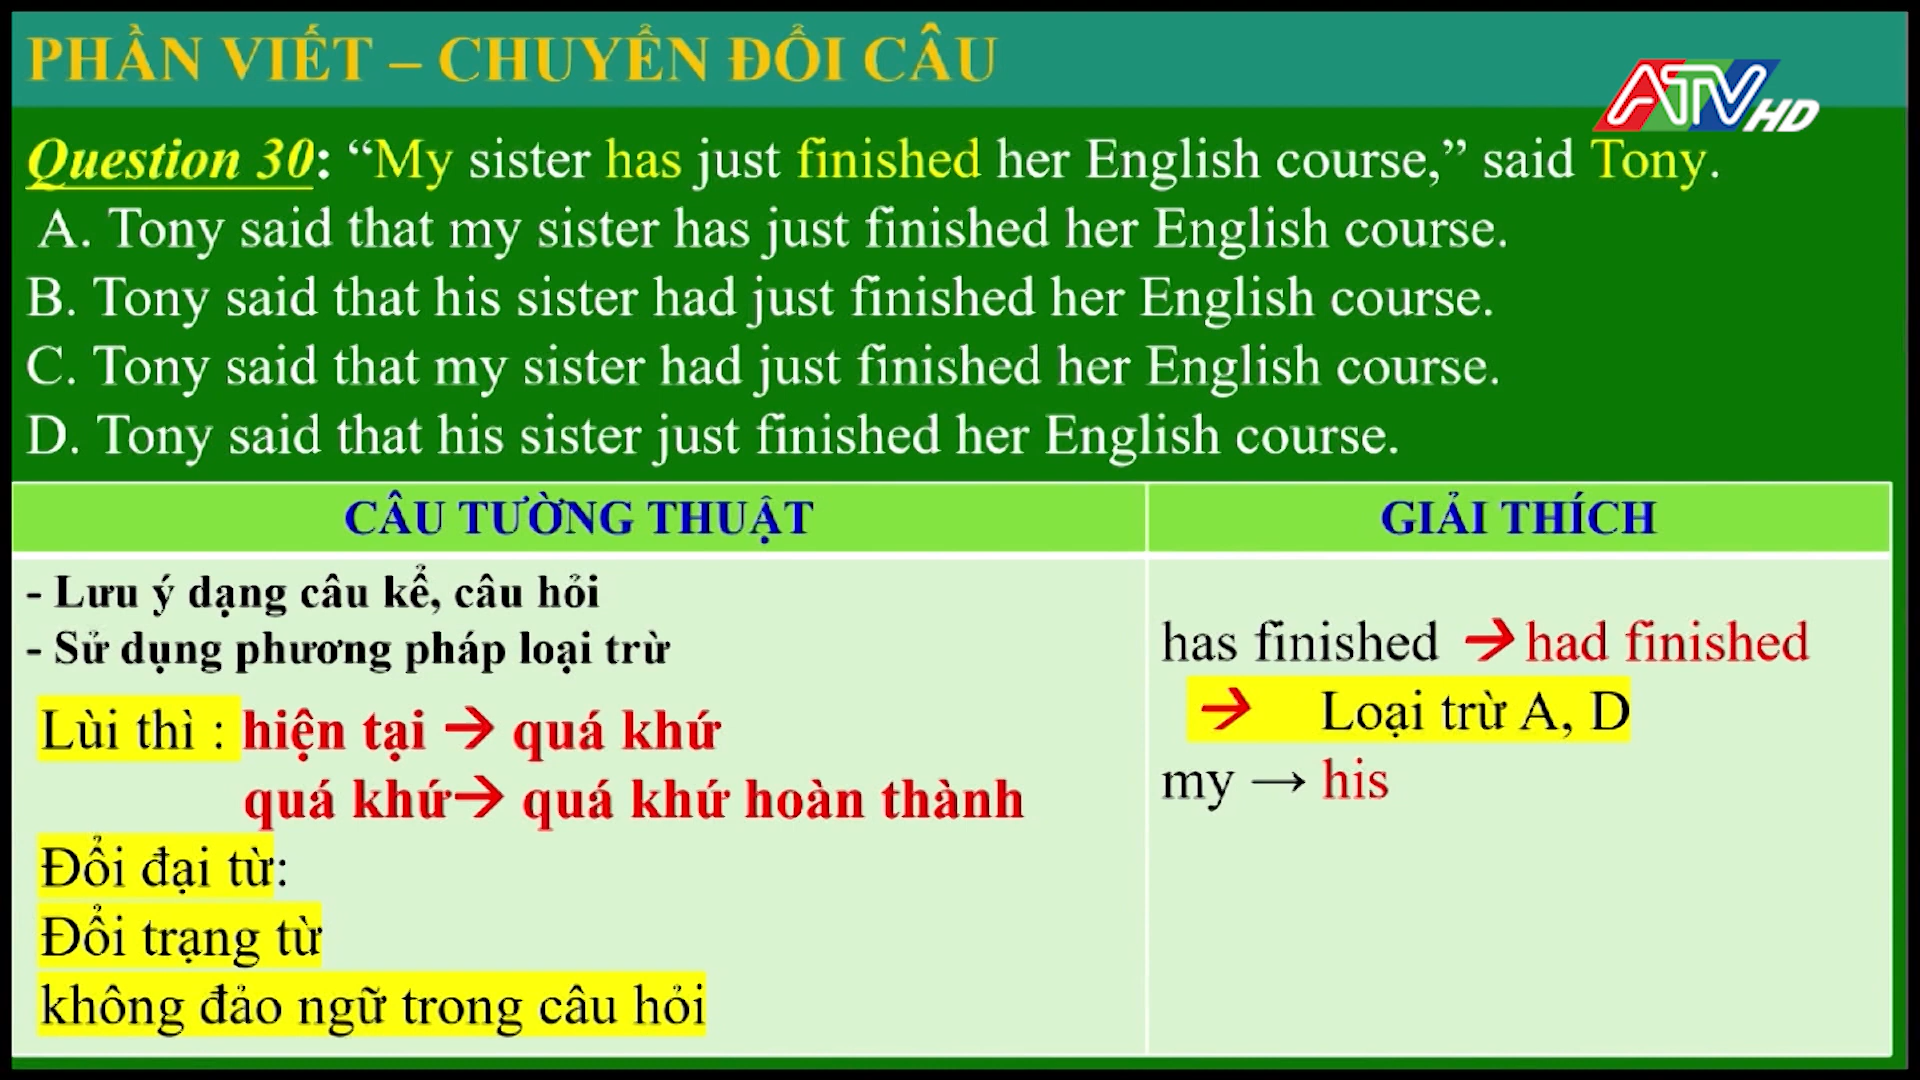 PHẦN VIẾT – CHUYỂN ĐỔI CÂU
ATVHD
Question 30: “My sister has just finished her English course,” said Tony.
A. Tony said that my sister has just finished her English course.
B. Tony said that his sister had just finished her English course.
C. Tony said that my sister had just finished her English course.
D. Tony said that his sister just finished her English course.
CÂU TƯỜNG THUẬT
- Lưu ý dạng câu kể, câu hỏi
- Sử dụng phương pháp loại trừ
Lùi thì : hiện tại → quá khứ
quá khứ→ quá khứ hoàn thành
Đổi đại từ:
Đổi trạng từ
không đảo ngữ trong câu hỏi
GIẢI THÍCH
has finished → had finished
→ Loại trừ A, D
my → his